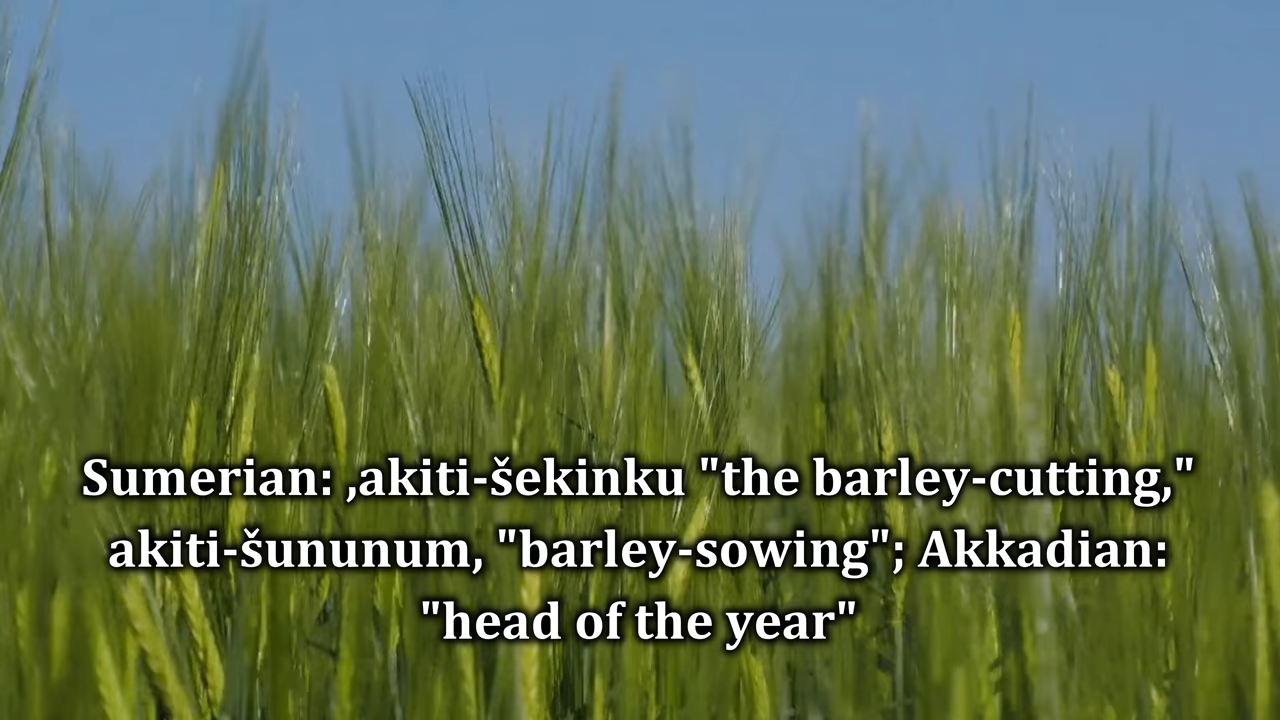 Sumerian: ,akiti-šekinku "the barley-cutting,"
akiti-šununum, "barley-sowing"; Akkadian:
"head of the year"